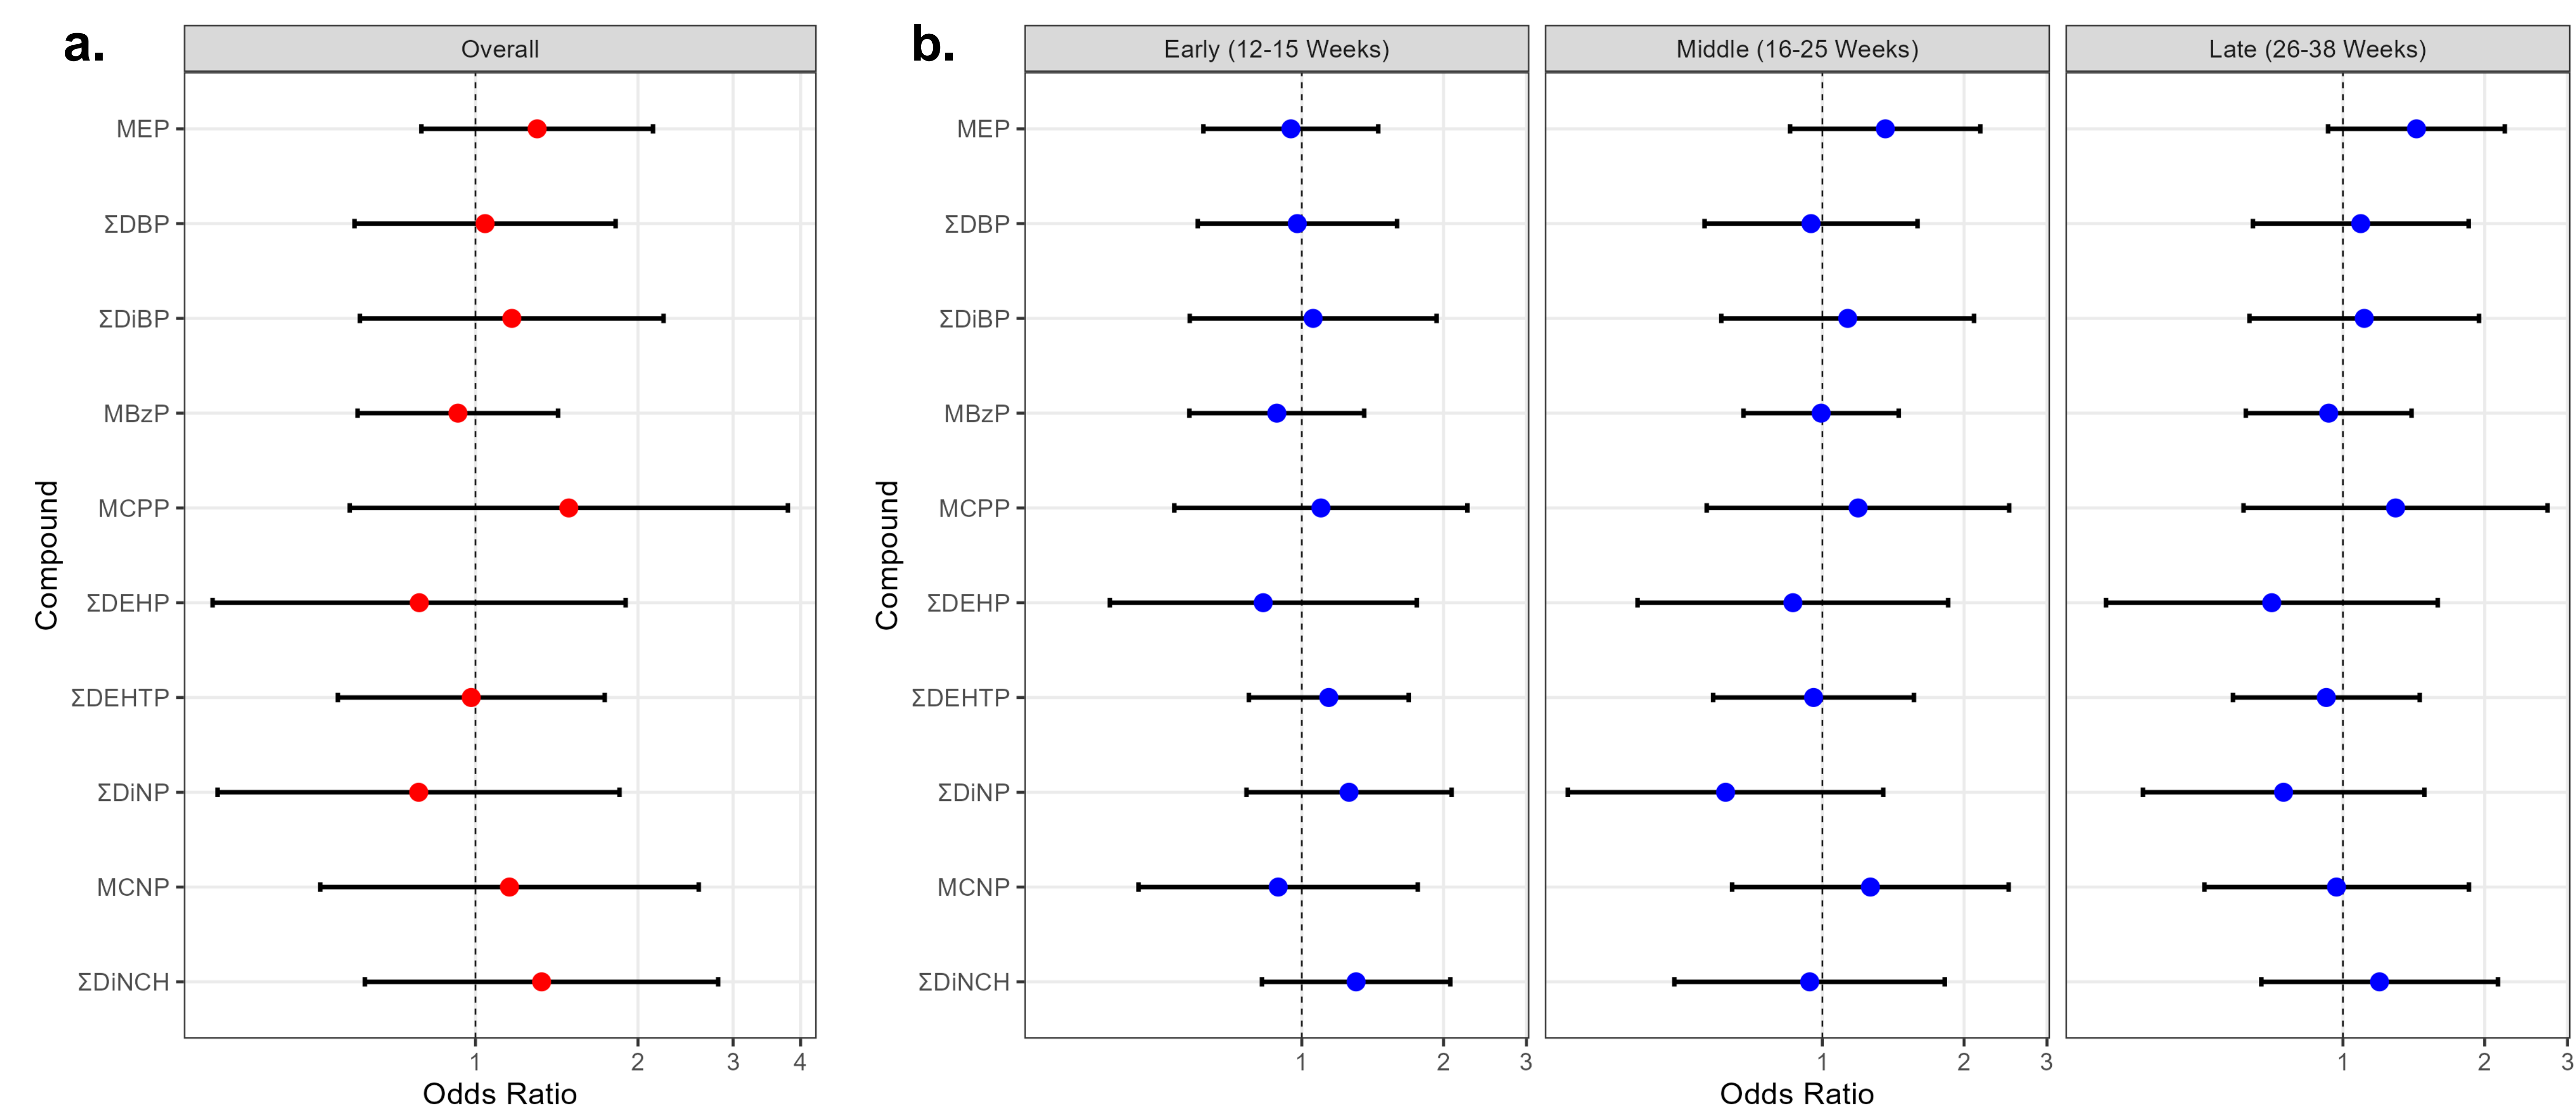 a.
Overall
Compound
MEP
ΣDBP
ΣDiBP
MBzP
MCPP
ΣDEHP
ΣDEHTP
ΣDiNP
MCNP
ΣDiNCH
1 2 3 4
Odds Ratio
b.
Early (12-15 Weeks) Middle (16-25 Weeks) Late (26-38 Weeks)
Compound
MEP
ΣDBP
ΣDiBP
MBzP
MCPP
ΣDEHP
ΣDEHTP
ΣDiNP
MCNP
ΣDiNCH
1 2 3 1 2 3 1 2 3
Odds Ratio